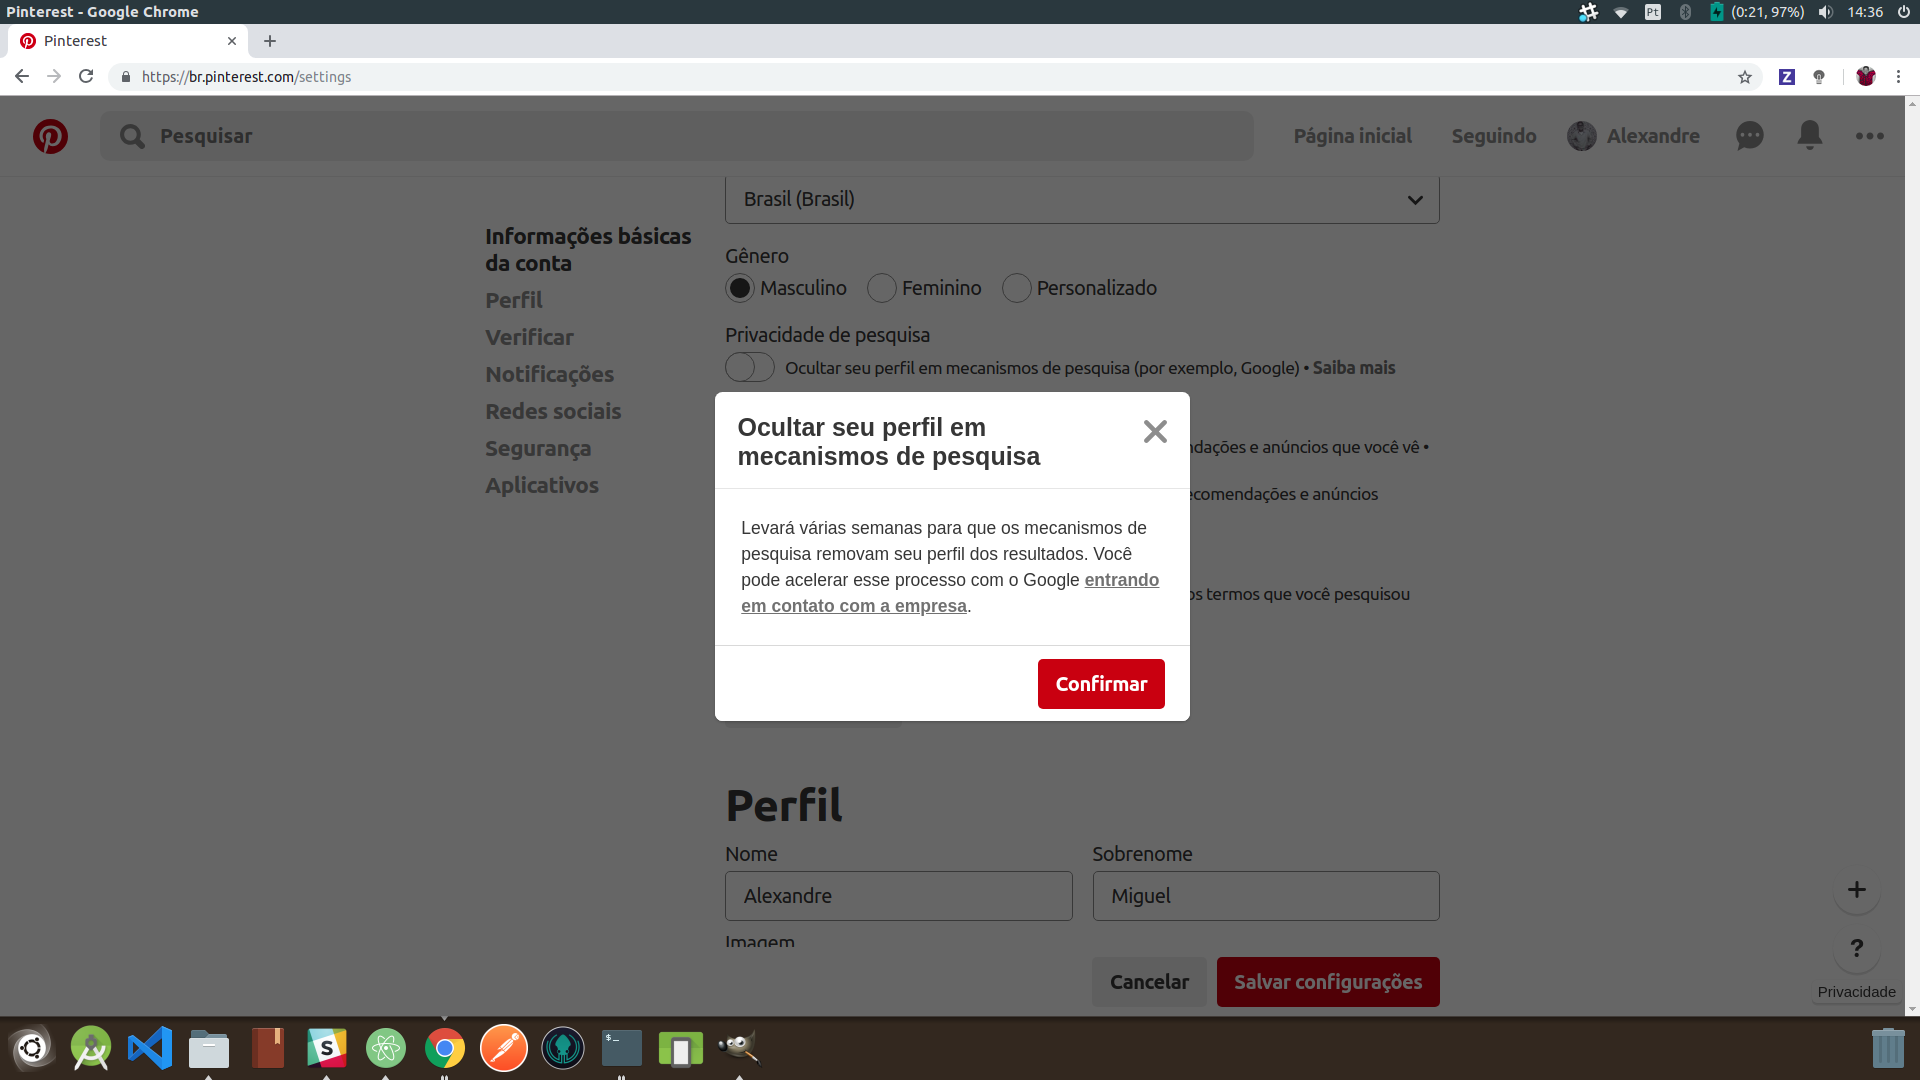 Pinterest - Google Chrome
Pt
(0:21, 97%)
14:36
Pinterest
https://br.pinterest.com/settings
Z
Pesquisar
Página inicial
Seguindo
Alexandre
Brasil (Brasil)
Informações básicas
da conta
Perfil
Verificar
Notificações
Redes sociais
Segurança
Aplicativos
Gênero
Masculino
Feminino
Personalizado
Privacidade de pesquisa
Ocultar seu perfil em mecanismos de pesquisa (por exemplo, Google) • Saiba mais
ndações e anúncios que você vê •
ecomendações e anúncios
os termos que você pesquisou
Ocultar seu perfil em
mecanismos de pesquisa
Levará várias semanas para que os mecanismos de
pesquisa removam seu perfil dos resultados. Você
pode acelerar esse processo com o Google entrando
em contato com a empresa.
Confirmar
Perfil
Nome
Sobrenome
Alexandre
Miguel
Imagem
Cancelar
Salvar configurações
+
?
Privacidade
S
$_